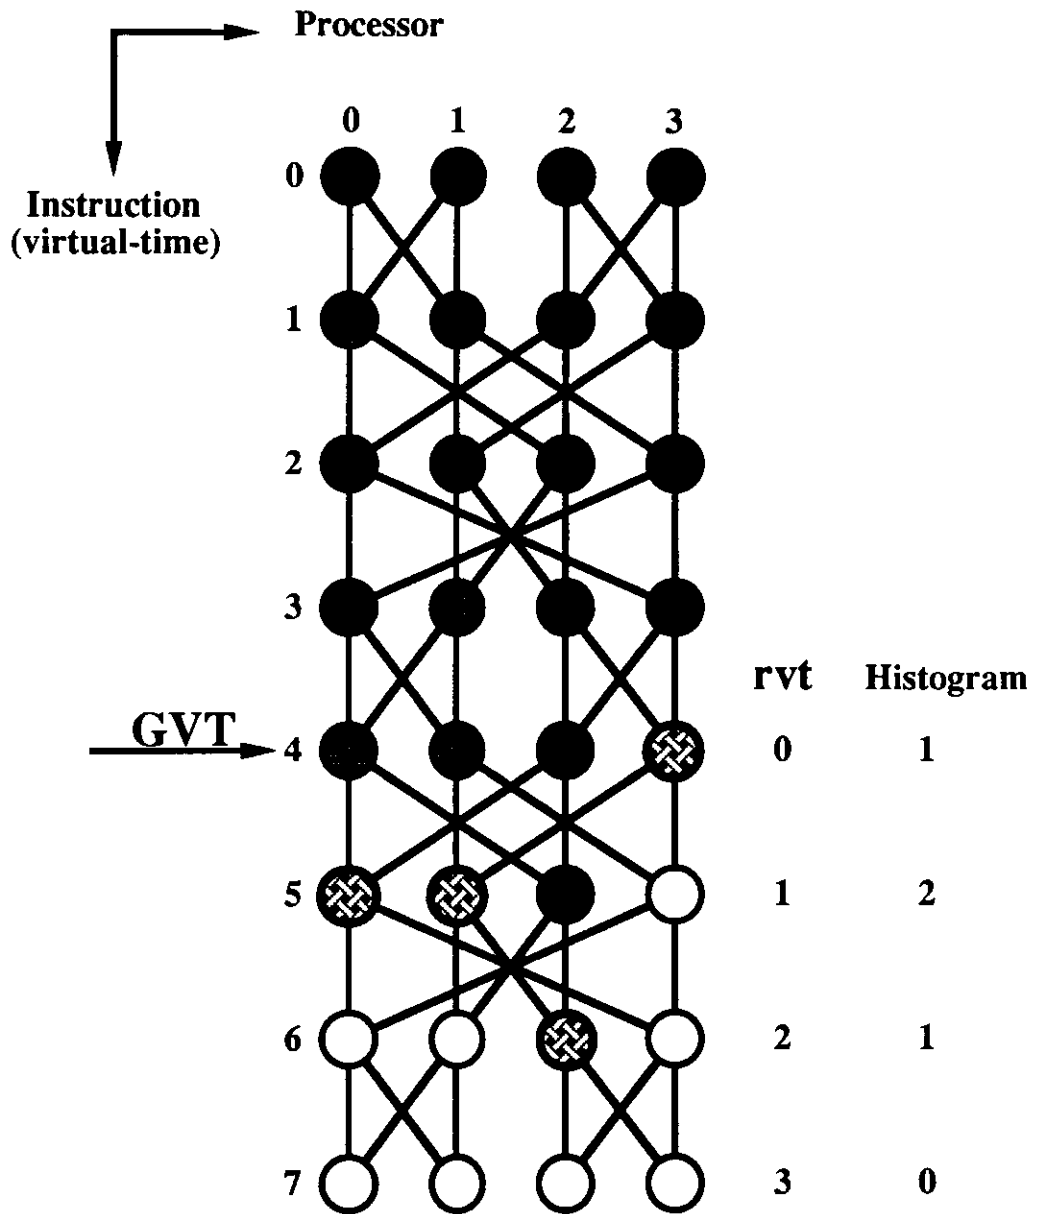 Processor
0 1 2 3
0
Instruction
(virtual-time)
1
2
3
rvt Histogram
GVT
4 0 1
5 1 2
6 2 1
7 3 0